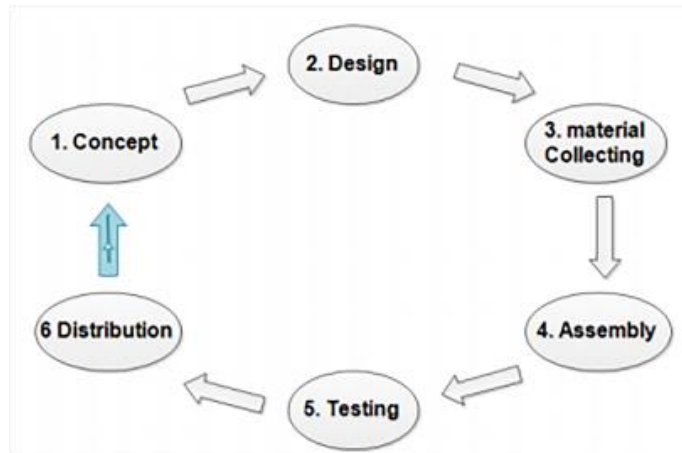 1. Concept
2. Design
3. material
Collecting
4. Assembly
5. Testing
6 Distribution